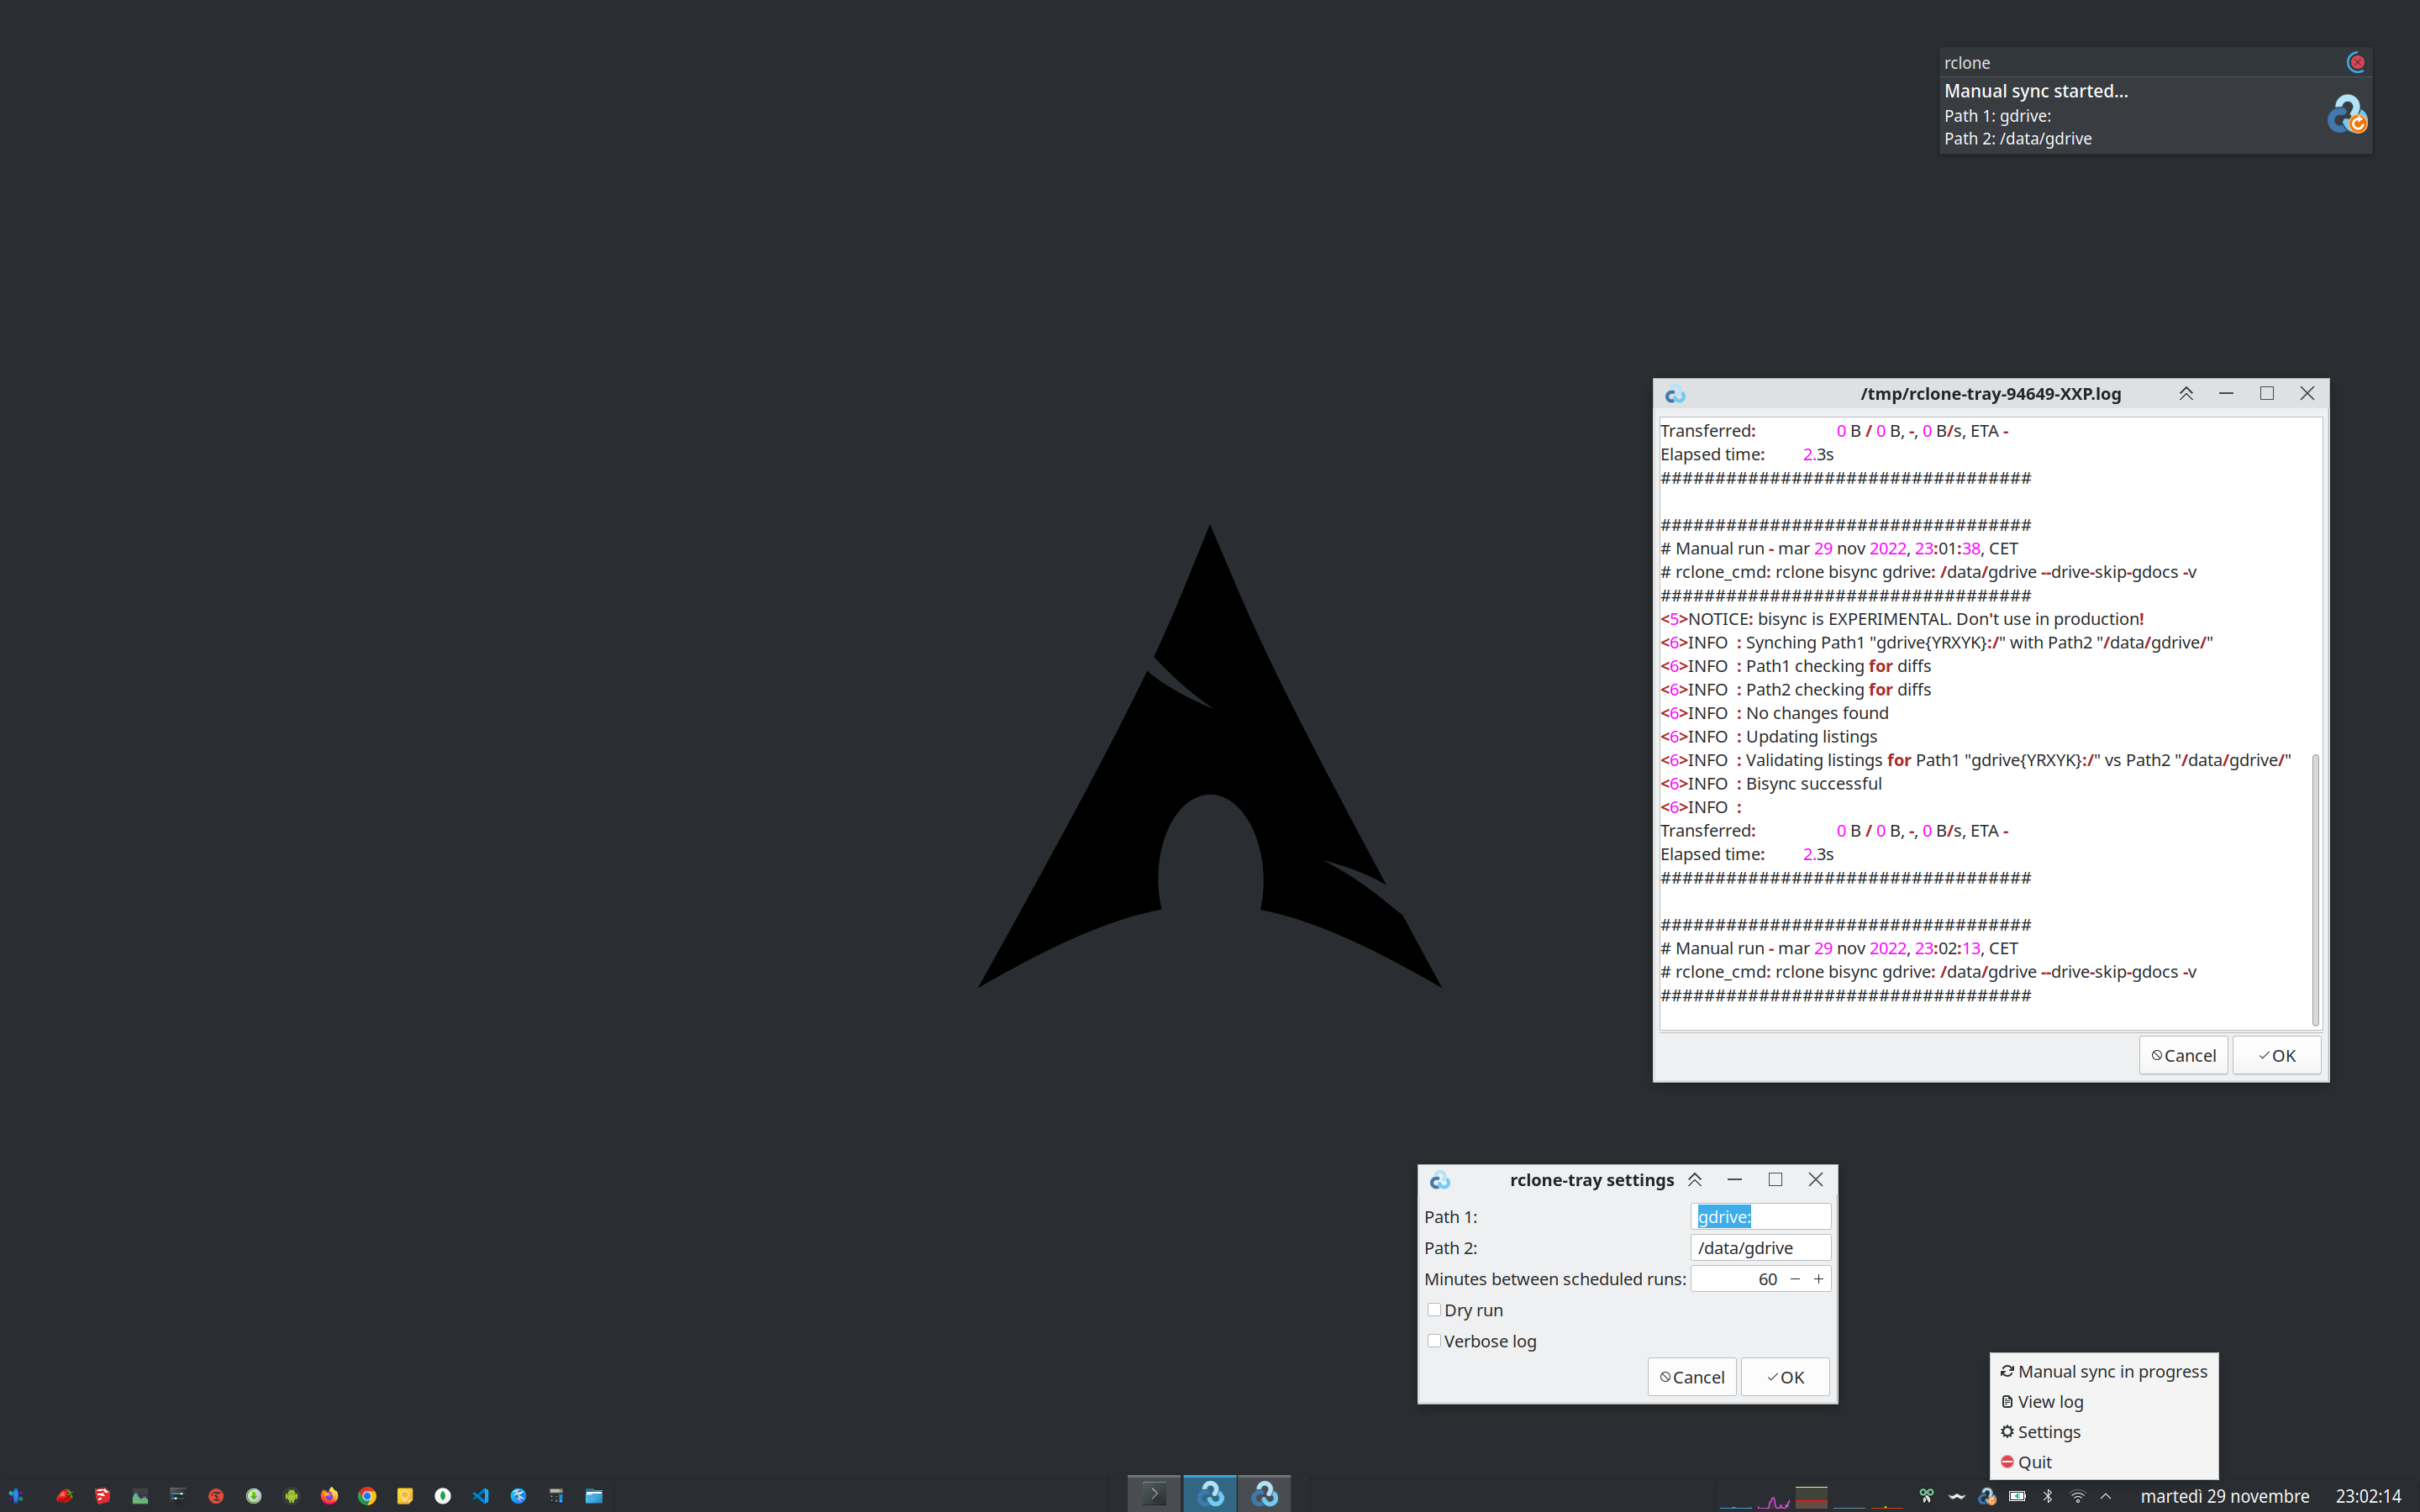 rclone
Manual sync started...
Path 1: gdrive:
Path 2: /data/gdrive
/tmp/rclone-tray-94649-XXP.log
Transferred: 0 B / 0 B, -, 0 B/s, ETA -
Elapsed time: 2.3s
##################################
##################################
# Manual run - mar 29 nov 2022, 23:01:38, CET
# rclone_cmd: rclone bisync gdrive: /data/gdrive --drive-skip-gdocs -v
##################################
<5>NOTICE: bisync is EXPERIMENTAL. Don't use in production!
<6>INFO : Synching Path1 "gdrive{YRXYK}:/" with Path2 "/data/gdrive/"
<6>INFO : Path1 checking for diffs
<6>INFO : Path2 checking for diffs
<6>INFO : No changes found
<6>INFO : Updating listings
<6>INFO : Validating listings for Path1 "gdrive{YRXYK}:/" vs Path2 "/data/gdrive/"
<6>INFO : Bisync successful
<6>INFO :
Transferred: 0 B / 0 B, -, 0 B/s, ETA -
Elapsed time: 2.3s
##################################
##################################
# Manual run - mar 29 nov 2022, 23:02:13, CET
# rclone_cmd: rclone bisync gdrive: /data/gdrive --drive-skip-gdocs -v
##################################
Cancel OK
rclone-tray settings
Path 1: gdrive:
Path 2: /data/gdrive
Minutes between scheduled runs: 60 − +
Dry run
Verbose log
Cancel OK
Manual sync in progress
View log
Settings
Quit
martedì 29 novembre 23:02:14